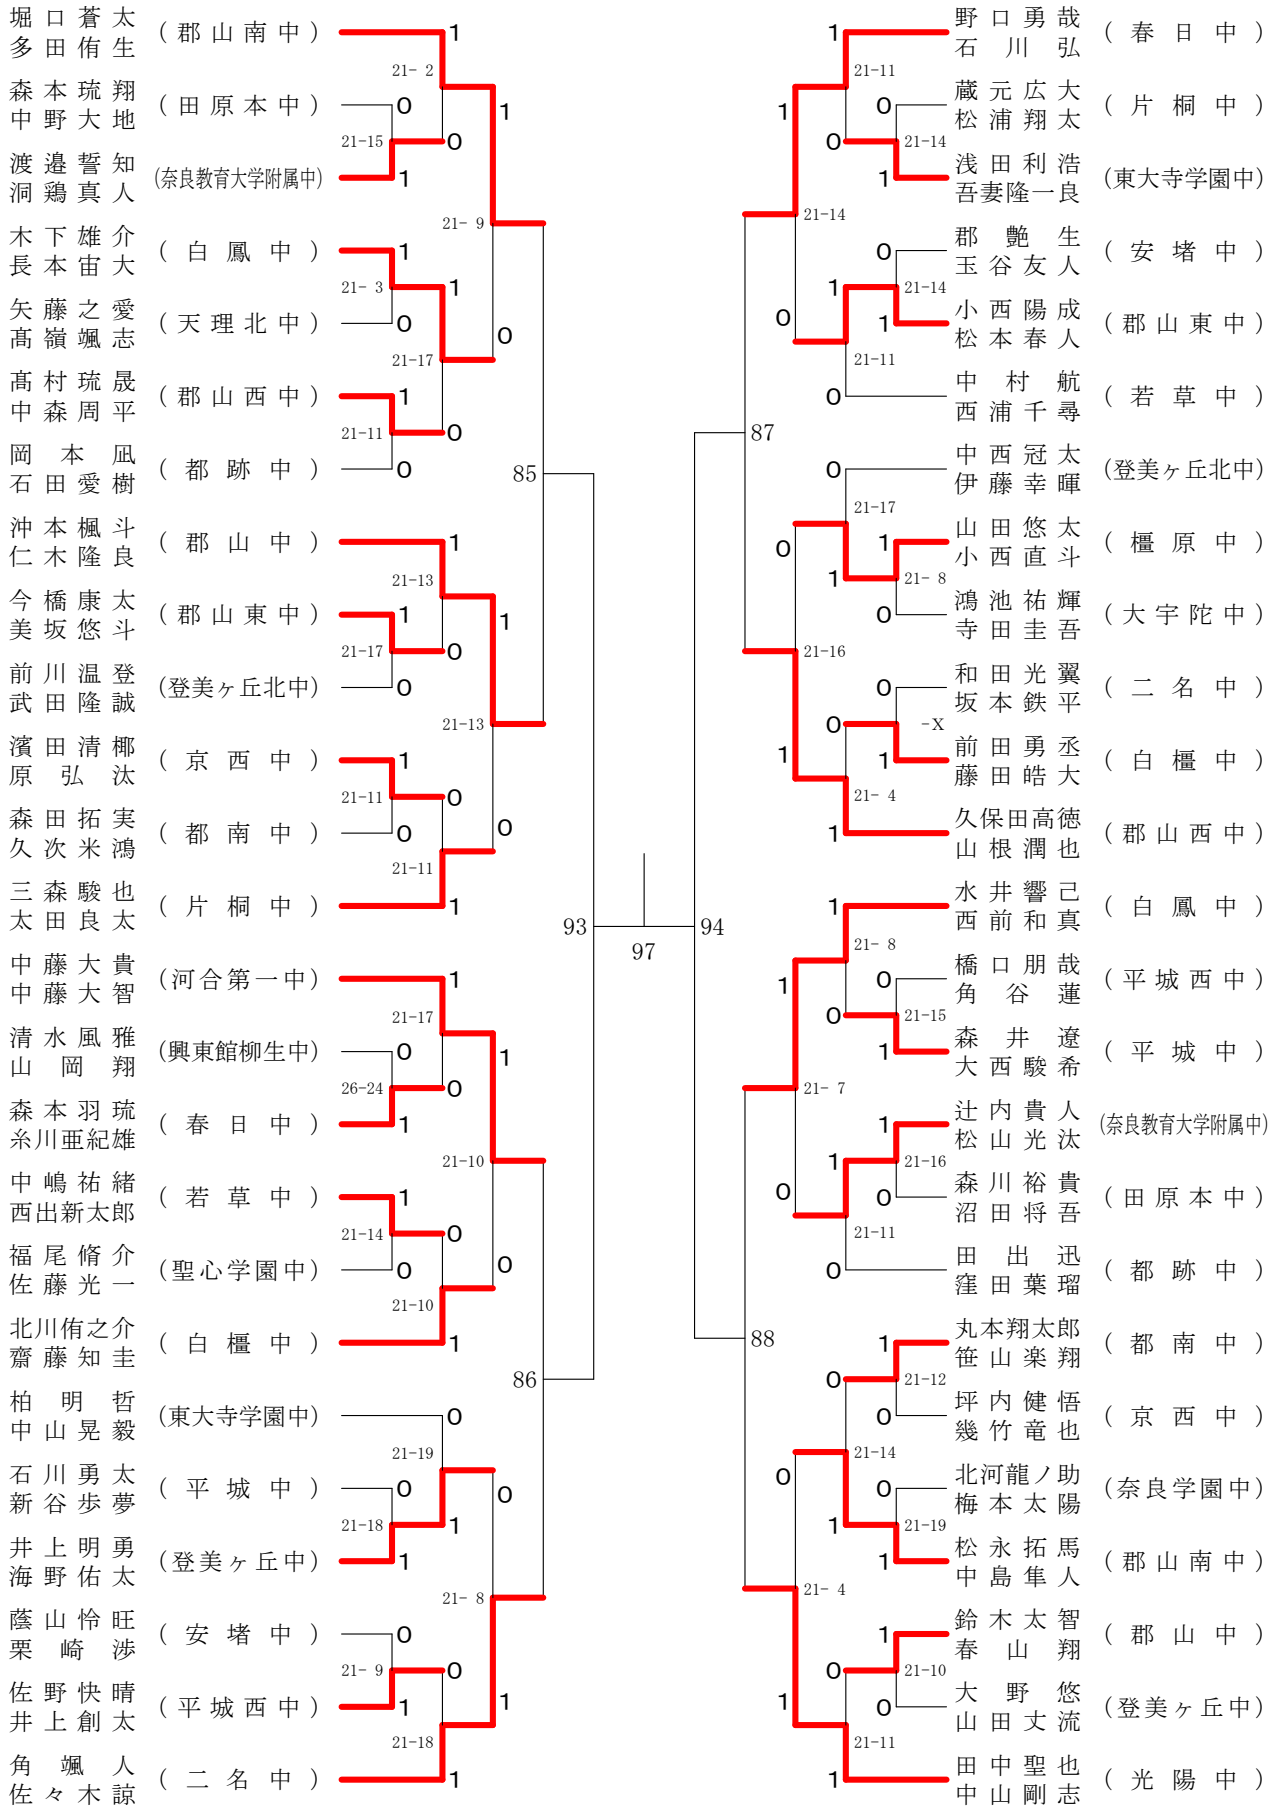 堀口蒼太
多田侑生
(郡山南中)
1
21- 2
森本琉翔
中野大地
(田原本中)
0
1
21-15
0
渡邉誓知
洞鶏真人
(奈良教育大学附属中)
1
21- 9
木下雄介
長本宙大
(白鳳中)
1
21- 3
1
矢藤之愛
髙嶺颯志
(天理北中)
0
0
21-17
髙村琉晟
中森周平
(郡山西中)
1
21-11
0
岡本凪
石田愛樹
(都跡中)
0
85
沖本楓斗
仁木隆良
(郡山中)
1
21-13
今橋康太
美坂悠斗
(郡山東中)
1
1
21-17
0
前川温登
武田隆誠
(登美ヶ丘北中)
0
21-13
濱田清椰
原弘汰
(京西中)
1
21-11
0
森田拓実
久次米鴻
(都南中)
0
0
21-11
三森駿也
太田良太
(片桐中)
1
93
中藤大貴
中藤大智
(河合第一中)
1
21-17
清水風雅
山岡翔
(興東館柳生中)
0
1
26-24
0
森本羽琉
糸川亜紀雄
(春日中)
1
21-10
中嶋祐緒
西出新太郎
(若草中)
1
21-14
0
福尾脩介
佐藤光一
(聖心学園中)
0
0
21-10
北川侑之介
齋藤知圭
(白橿中)
1
86
柏明哲
中山晃毅
(東大寺学園中)
0
21-19
石川勇太
新谷歩夢
(平城中)
0
0
21-18
1
井上明勇
海野佑太
(登美ヶ丘中)
1
21- 8
蔭山怜旺
栗崎渉
(安堵中)
0
21- 9
0
佐野快晴
井上創太
(平城西中)
1
1
21-18
角颯人
佐々木諒
(二名中)
1
97
野口勇哉
石川弘
(春日中)
1
21-11
蔵元広大
松浦翔太
(片桐中)
0
1
21-14
0
浅田利浩
吾妻隆一良
(東大寺学園中)
1
21-14
郡艶生
玉谷友人
(安堵中)
0
21-14
1
小西陽成
松本春人
(郡山東中)
1
0
21-11
中村航
西浦千尋
(若草中)
0
87
中西冠太
伊藤幸暉
(登美ヶ丘北中)
0
21-17
山田悠太
小西直斗
(橿原中)
1
0
21- 8
1
鴻池祐輝
寺田圭吾
(大宇陀中)
0
21-16
和田光翼
坂本鉄平
(二名中)
0
-X
0
前田勇丞
藤田皓大
(白橿中)
1
1
21- 4
久保田高徳
山根潤也
(郡山西中)
1
94
水井響己
西前和真
(白鳳中)
1
21- 8
橋口朋哉
角谷蓮
(平城西中)
0
1
21-15
0
森井遼
大西駿希
(平城中)
1
21- 7
辻内貴人
松山光汰
(奈良教育大学附属中)
1
21-16
1
森川裕貴
沼田将吾
(田原本中)
0
0
21-11
田出迅
窪田葉瑠
(都跡中)
0
88
丸本翔太郎
笹山楽翔
(都南中)
1
21-12
0
坪内健悟
幾竹竜也
(京西中)
0
21-14
0
北河龍ノ助
梅本太陽
(奈良学園中)
0
21-19
1
松永拓馬
中島隼人
(郡山南中)
1
21- 4
鈴木太智
春山翔
(郡山中)
1
21-10
0
大野悠
山田丈流
(登美ヶ丘中)
0
1
21-11
田中聖也
中山剛志
(光陽中)
1